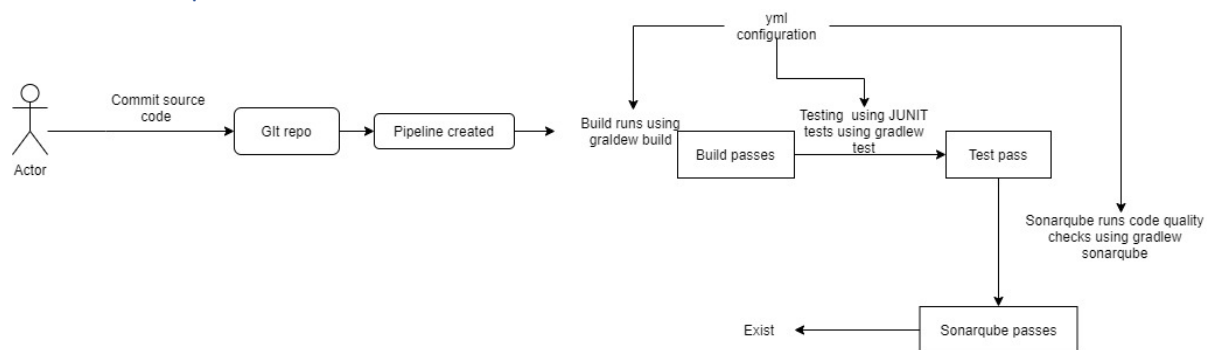 yml
configuration
Commit source
code
GIt repo
Pipeline created
Build runs using
graldew build
Build passes
Testing using JUNIT
tests using gradlew
test
Test pass
Actor
Sonarqube runs code quality
checks using gradlew
sonarqube
Exist
Sonarqube passes